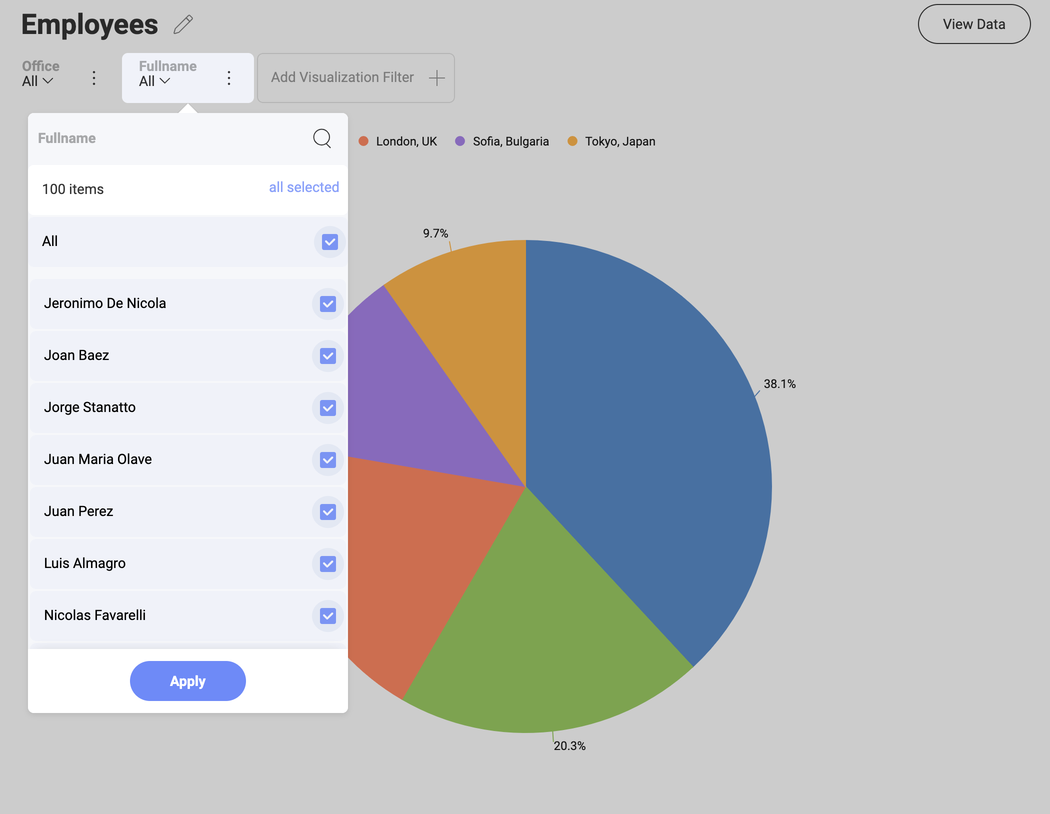 Employees
View Data
Office
All
Fullname
All
Add Visualization Filter
Fullname
London, UK
Sofia, Bulgaria
Tokyo, Japan
100 items
all selected
All
Jeronimo De Nicola
Joan Baez
Jorge Stanatto
Juan Maria Olave
Juan Perez
Luis Almagro
Nicolas Favarelli
Apply
9.7%
38.1%
20.3%